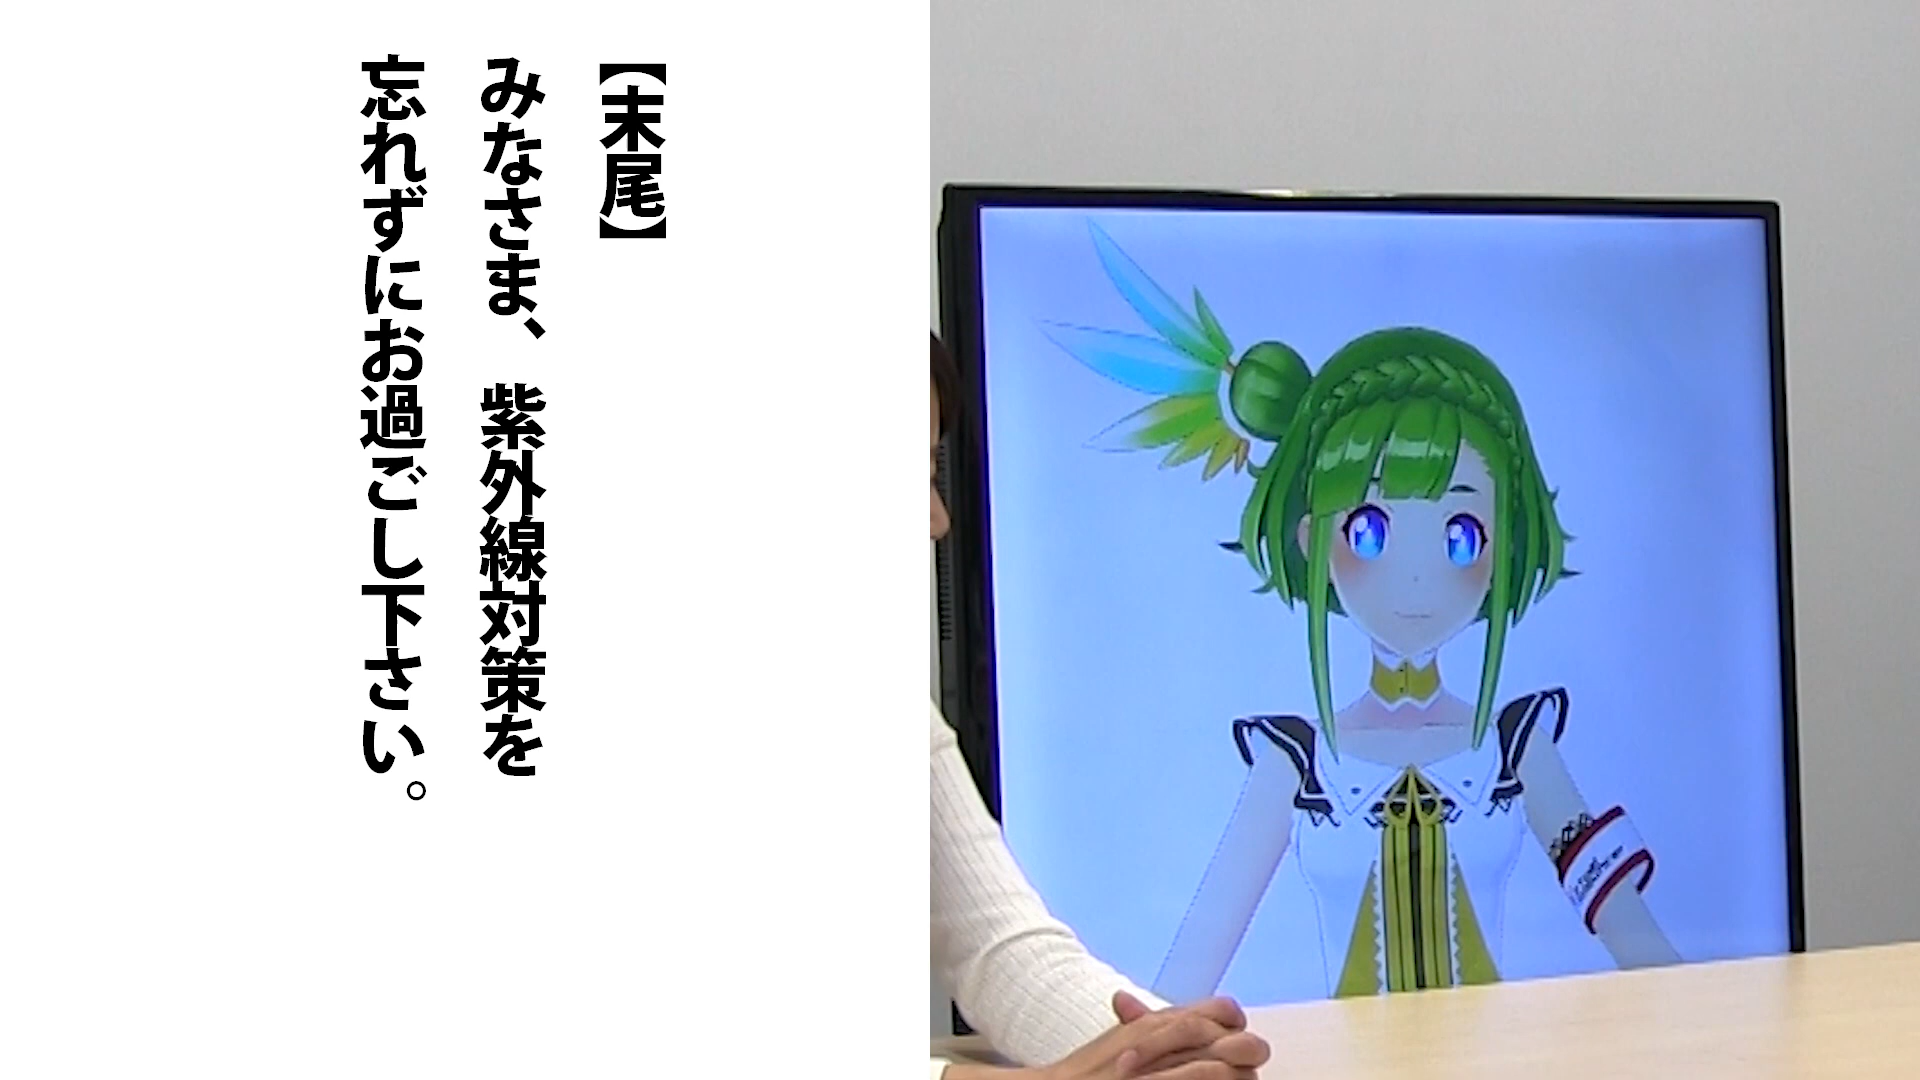 【末尾】
みなさま、紫外線対策を
忘れずにお過ごし下さい。